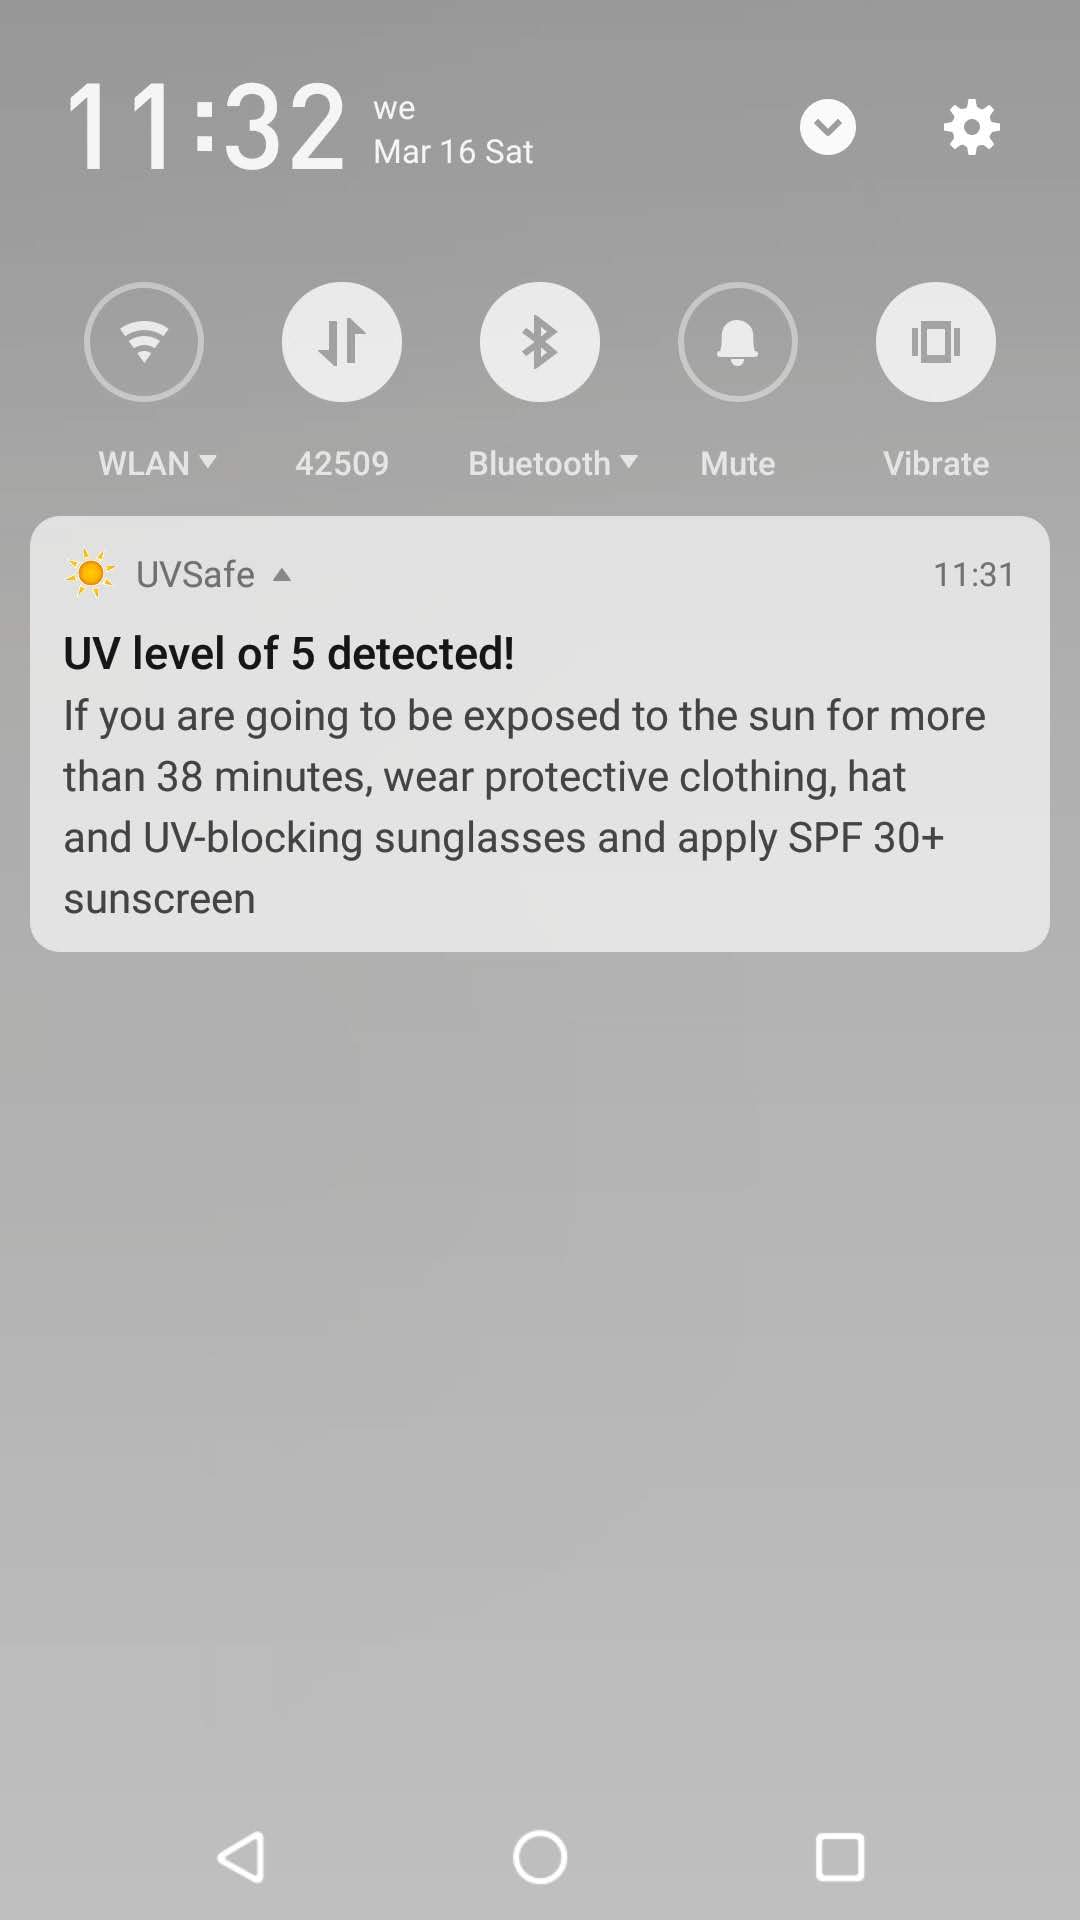 11:32
we
Mar 16 Sat
WLAN
42509
Bluetooth
Mute
Vibrate
UVSafe
11:31
UV level of 5 detected!
If you are going to be exposed to the sun for more
than 38 minutes, wear protective clothing, hat
and UV-blocking sunglasses and apply SPF 30+
sunscreen